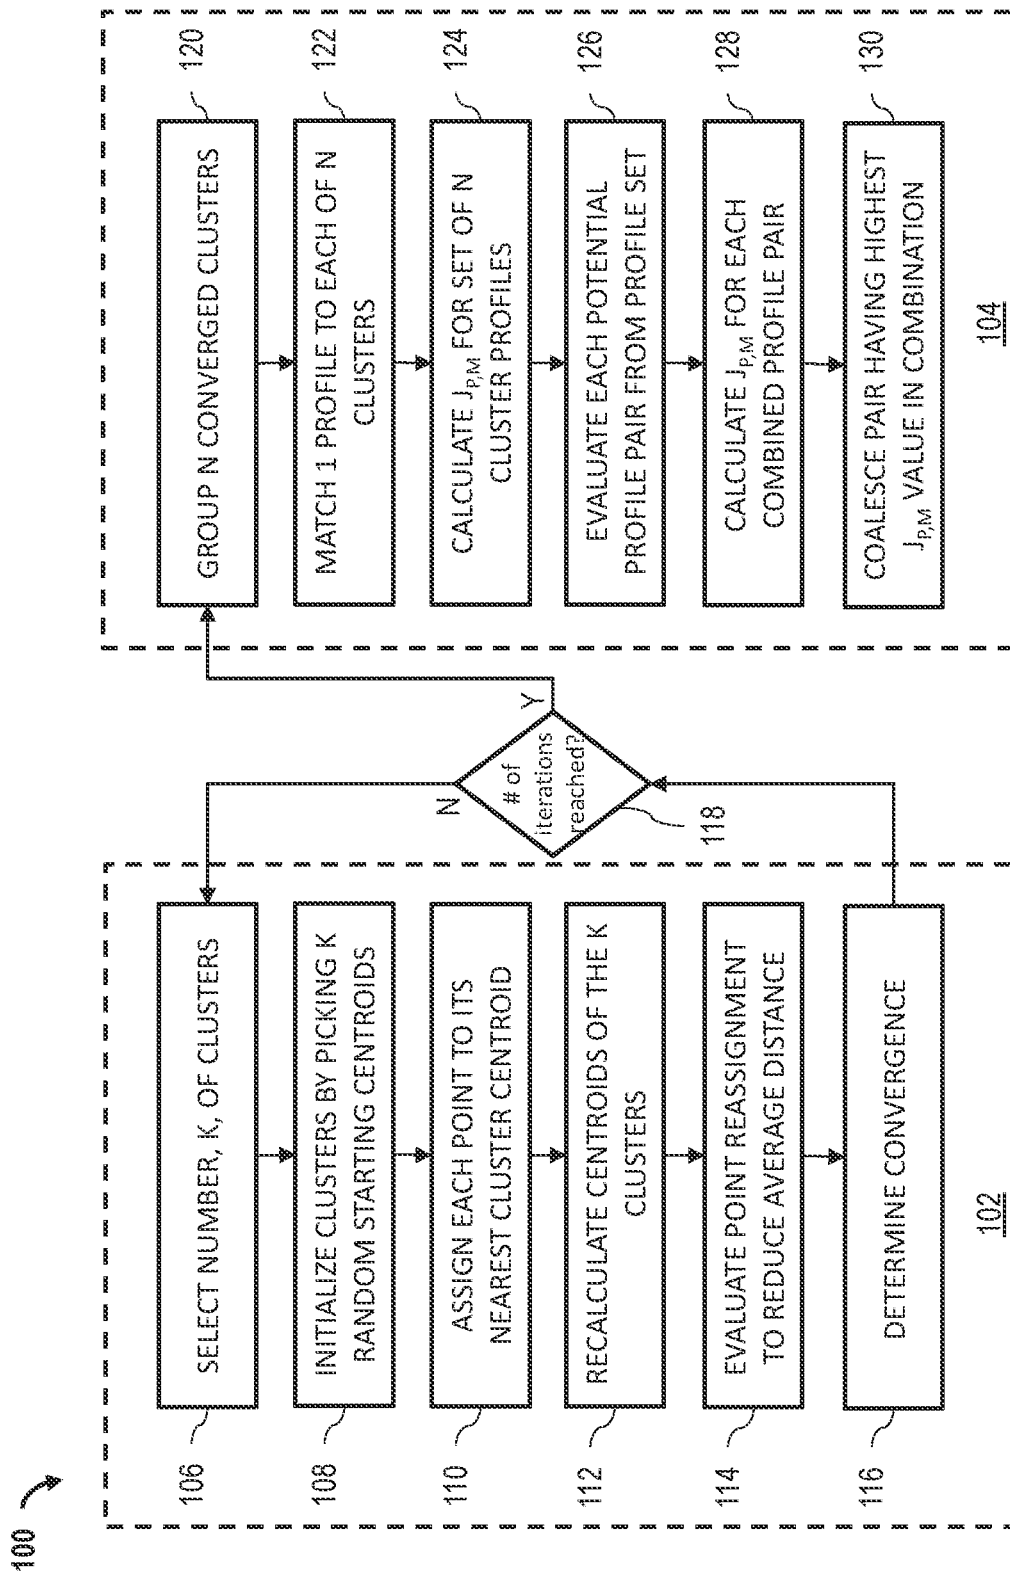 100
106
SELECT NUMBER, K, OF CLUSTERS
108
INITIALIZE CLUSTERS BY PICKING K
RANDOM STARTING CENTROIDS
110
ASSIGN EACH POINT TO ITS
NEAREST CLUSTER CENTROID
112
RECALCULATE CENTROIDS OF THE K
CLUSTERS
114
EVALUATE POINT REASSIGNMENT
TO REDUCE AVERAGE DISTANCE
116
DETERMINE CONVERGENCE
102
N
Y
# of
iterations
reached?
118
GROUP N CONVERGED CLUSTERS
120
MATCH 1 PROFILE TO EACH OF N
CLUSTERS
122
CALCULATE J_{P,M} FOR SET OF N
CLUSTER PROFILES
124
EVALUATE EACH POTENTIAL
PROFILE PAIR FROM PROFILE SET
126
CALCULATE J_{P,M} FOR EACH
COMBINED PROFILE PAIR
128
COALESCE PAIR HAVING HIGHEST
J_{P,M} VALUE IN COMBINATION
130
104